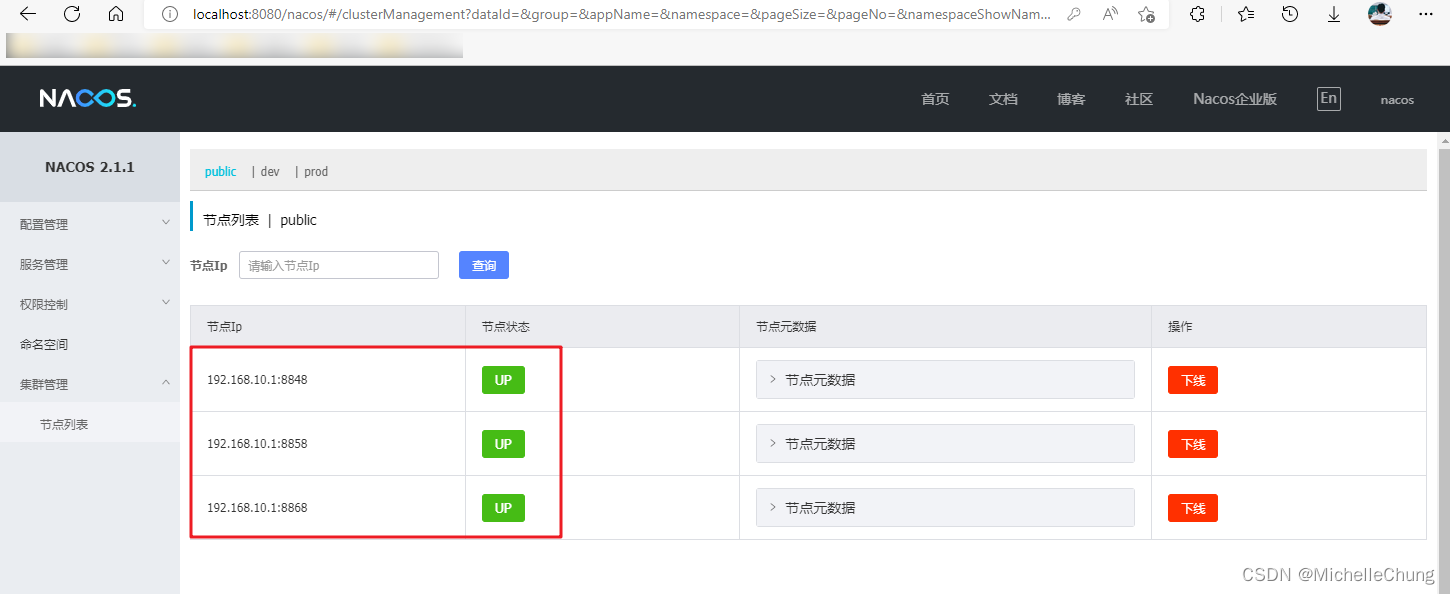 localhost:8080/nacos/#/clusterManagement?dataId=&group=&appName=&namespace=&pageSize=&pageNo=&namespaceShowNam...
NACOS.
首页 文档 博客 社区 Nacos企业版 En nacos
NACOS 2.1.1
配置管理
服务管理
权限控制
命名空间
集群管理
节点列表
public | dev | prod
节点列表 | public
节点Ip 请输入节点Ip 查询
节点Ip 节点状态 节点元数据 操作
192.168.10.1:8848 UP 节点元数据 下线
192.168.10.1:8858 UP 节点元数据 下线
192.168.10.1:8868 UP 节点元数据 下线
CSDN @MichelleChung